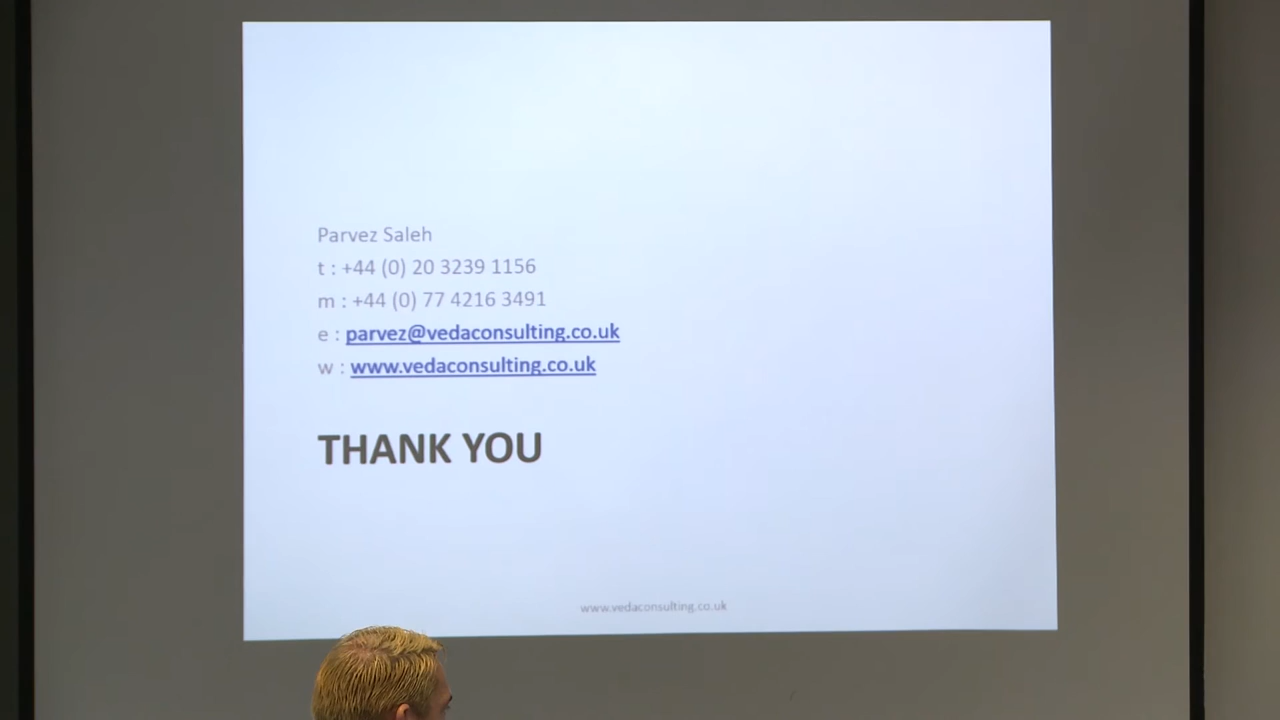 Parvez Saleh
t : +44 (0) 20 3239 1156
m : +44 (0) 77 4216 3491
e : parvez@vedaconsulting.co.uk
w : www.vedaconsulting.co.uk
THANK YOU
www.vedaconsulting.co.uk